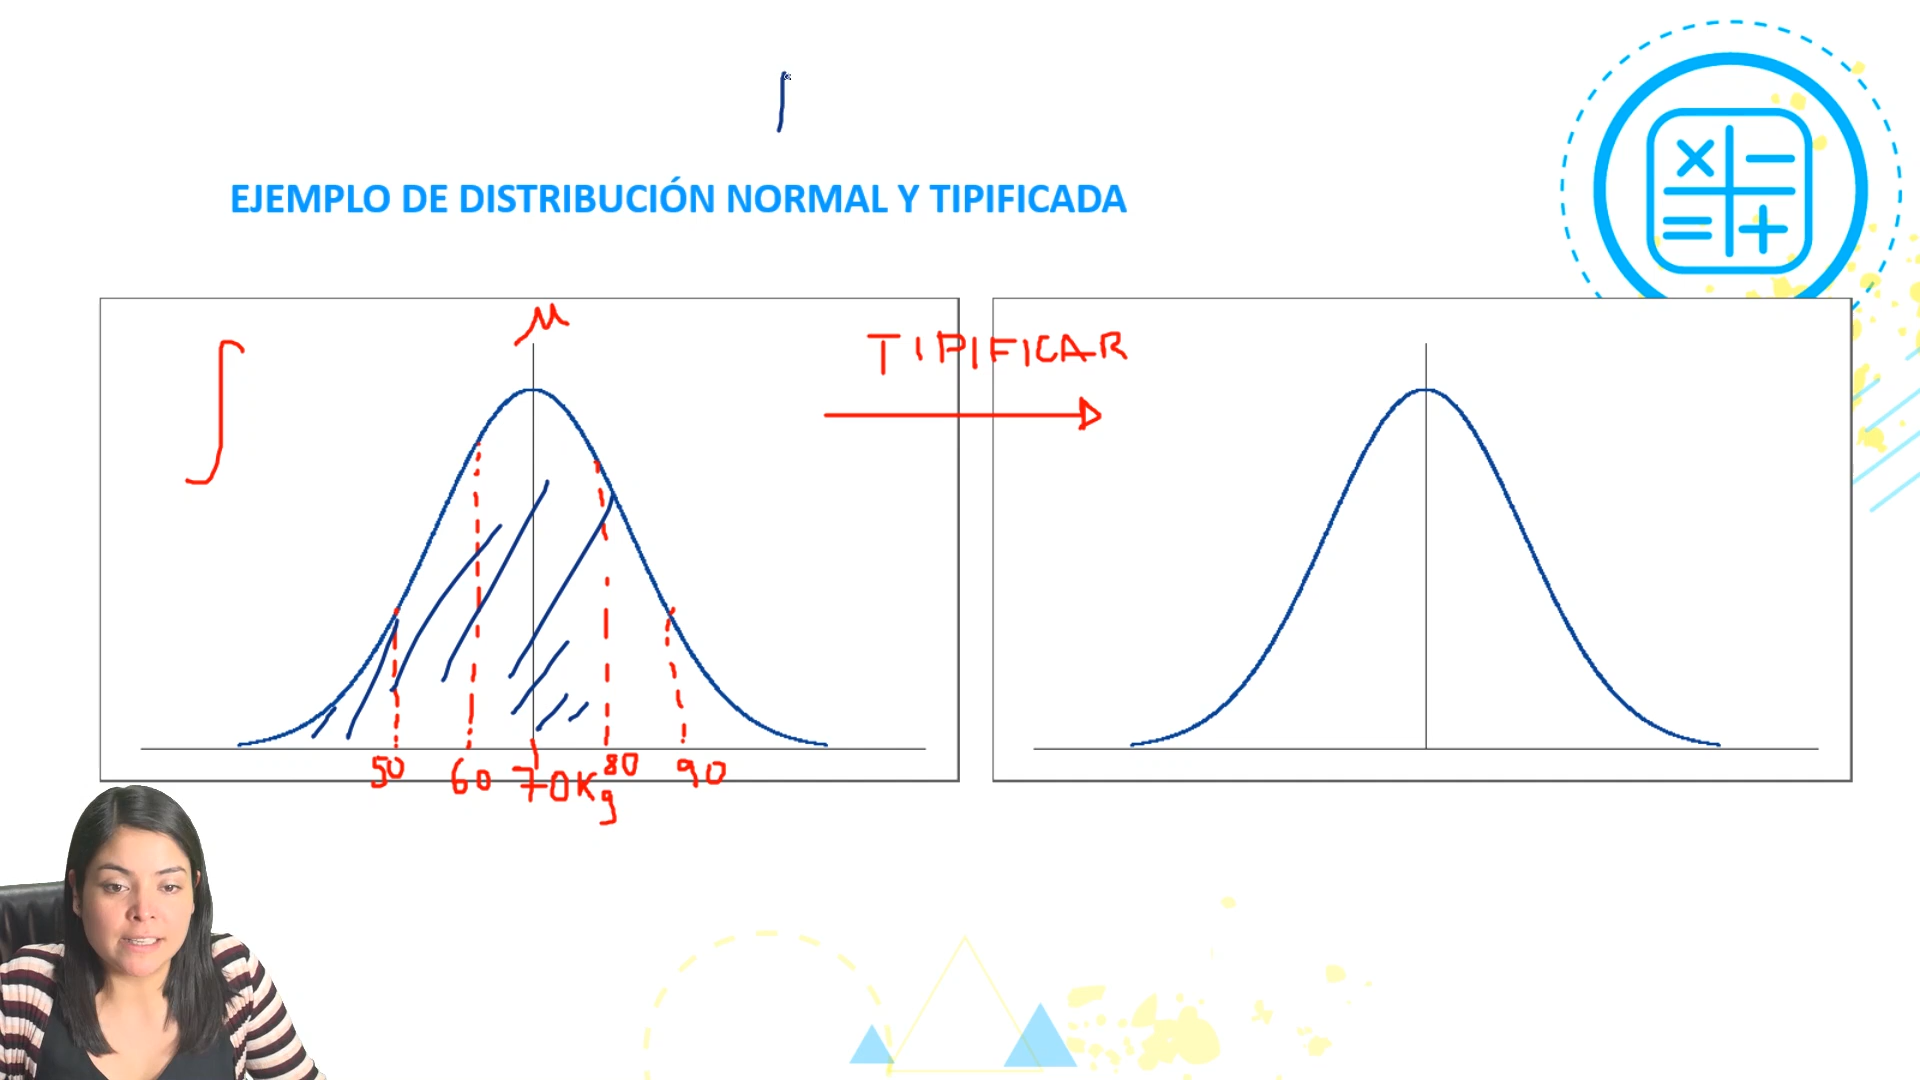 EJEMPLO DE DISTRIBUCIÓN NORMAL Y TIPIFICADA
μ
TIPIFICAR
∫
50 60 70Kg 80 90